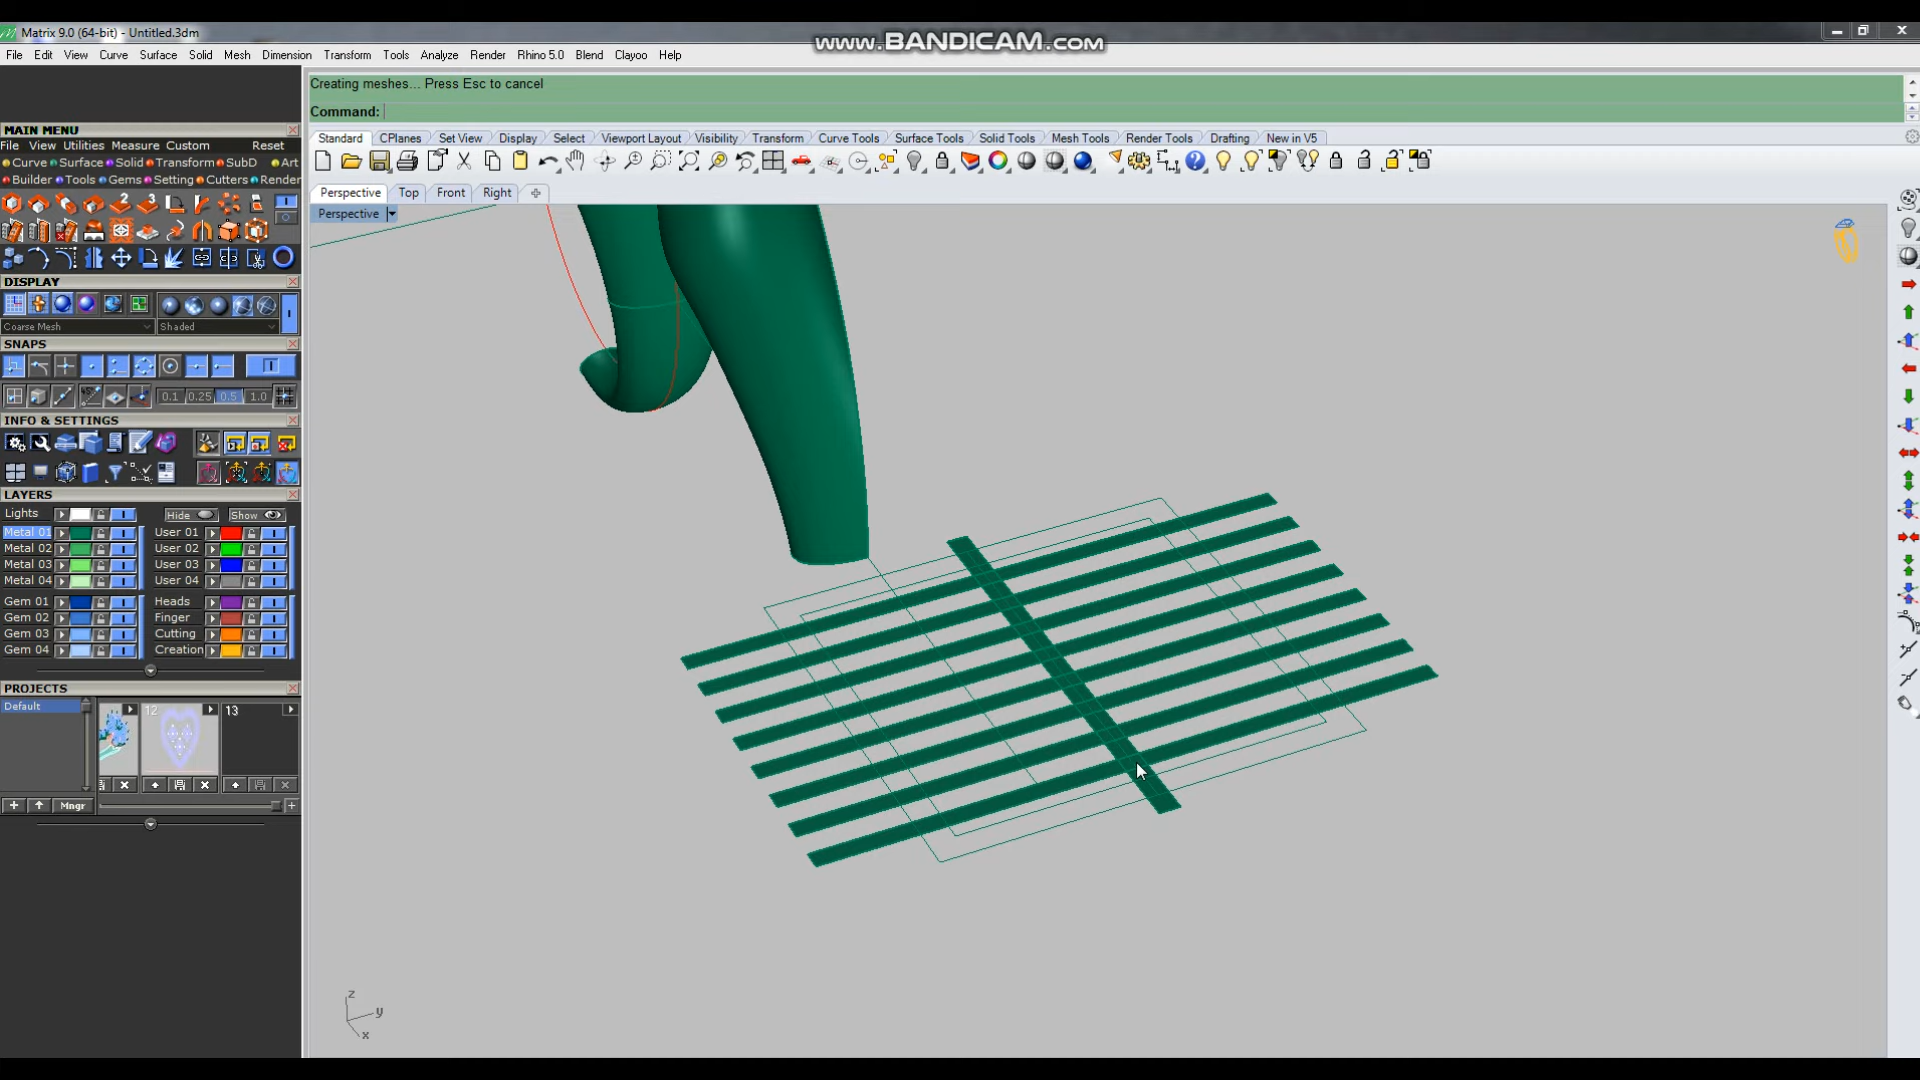 Matrix 9.0 (64-bit) - Untitled.3dm
www.BANDICAM.com
File Edit View Curve Surface Solid Mesh Dimension Transform Tools Analyze Render Rhino 5.0 Blend Clayoo Help
Creating meshes... Press Esc to cancel
Command:
Standard CPlanes Set View Display Select Viewport Layout Visibility Transform Curve Tools Surface Tools Solid Tools Mesh Tools Render Tools Drafting New in V5
Perspective Top Front Right
Perspective
MAIN MENU
File View Utilities Measure Custom Reset
Curve Surface Solid Transform SubD Art
Builder Tools Gems Setting Cutters Render
DISPLAY
Coarse Mesh Shaded
SNAPS
0.1 0.25 0.5 1.0
INFO & SETTINGS
LAYERS
Lights Hide Show
Metal 01 User 01
Metal 02 User 02
Metal 03 User 03
Metal 04 User 04
Gem 01 Heads
Gem 02 Finger
Gem 03 Cutting
Gem 04 Creation
PROJECTS
Default 12 13
Mngr
z
y
x